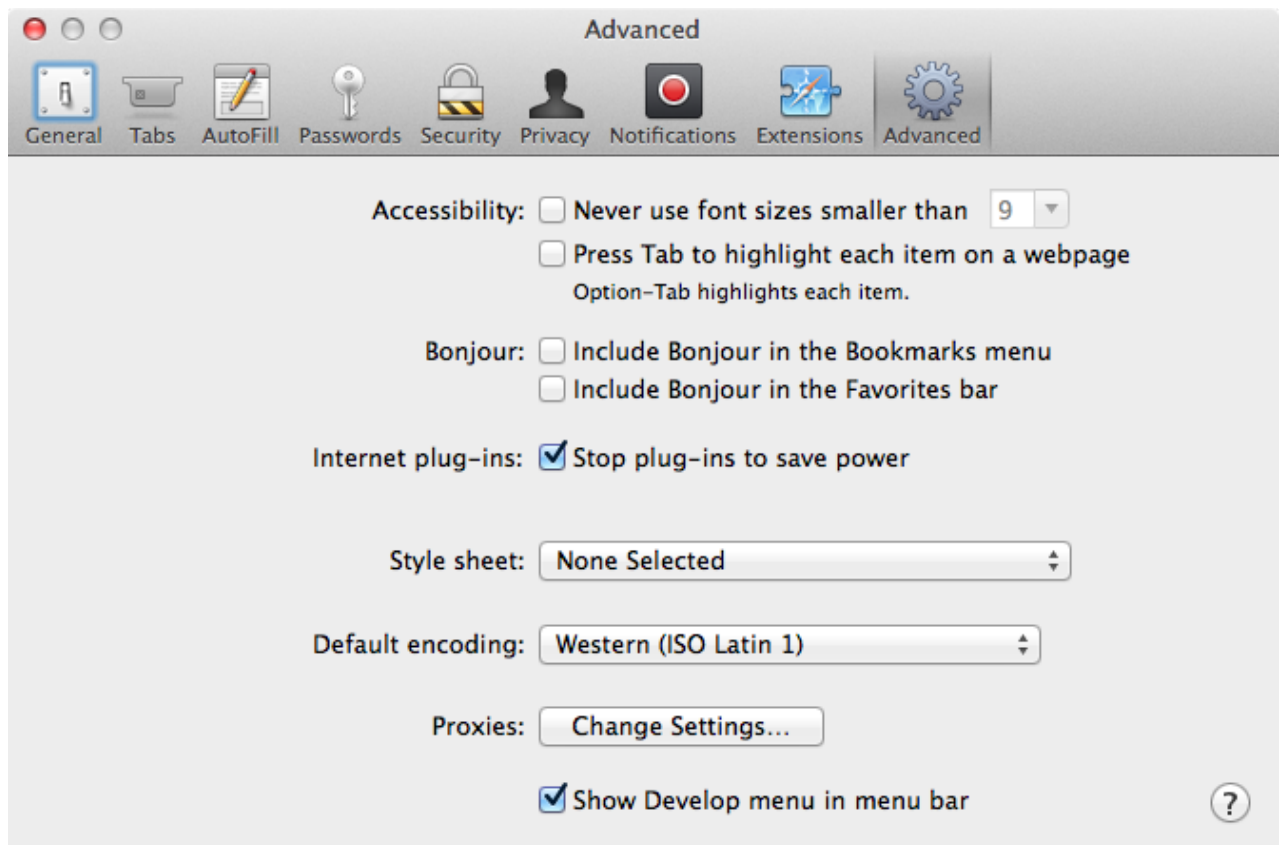 Advanced
General Tabs AutoFill Passwords Security Privacy Notifications Extensions Advanced
Accessibility: Never use font sizes smaller than 9
Press Tab to highlight each item on a webpage
Option-Tab highlights each item.
Bonjour: Include Bonjour in the Bookmarks menu
Include Bonjour in the Favorites bar
Internet plug-ins: Stop plug-ins to save power
Style sheet: None Selected
Default encoding: Western (ISO Latin 1)
Proxies: Change Settings...
Show Develop menu in menu bar ?